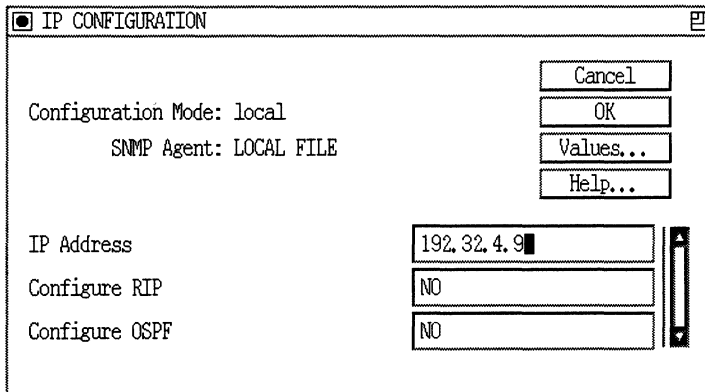 IP CONFIGURATION
Cancel
Configuration Mode: local
OK
SNMP Agent: LOCAL FILE
Values...
Help...
IP Address
192.32.4.9
Configure RIP
NO
Configure OSPF
NO